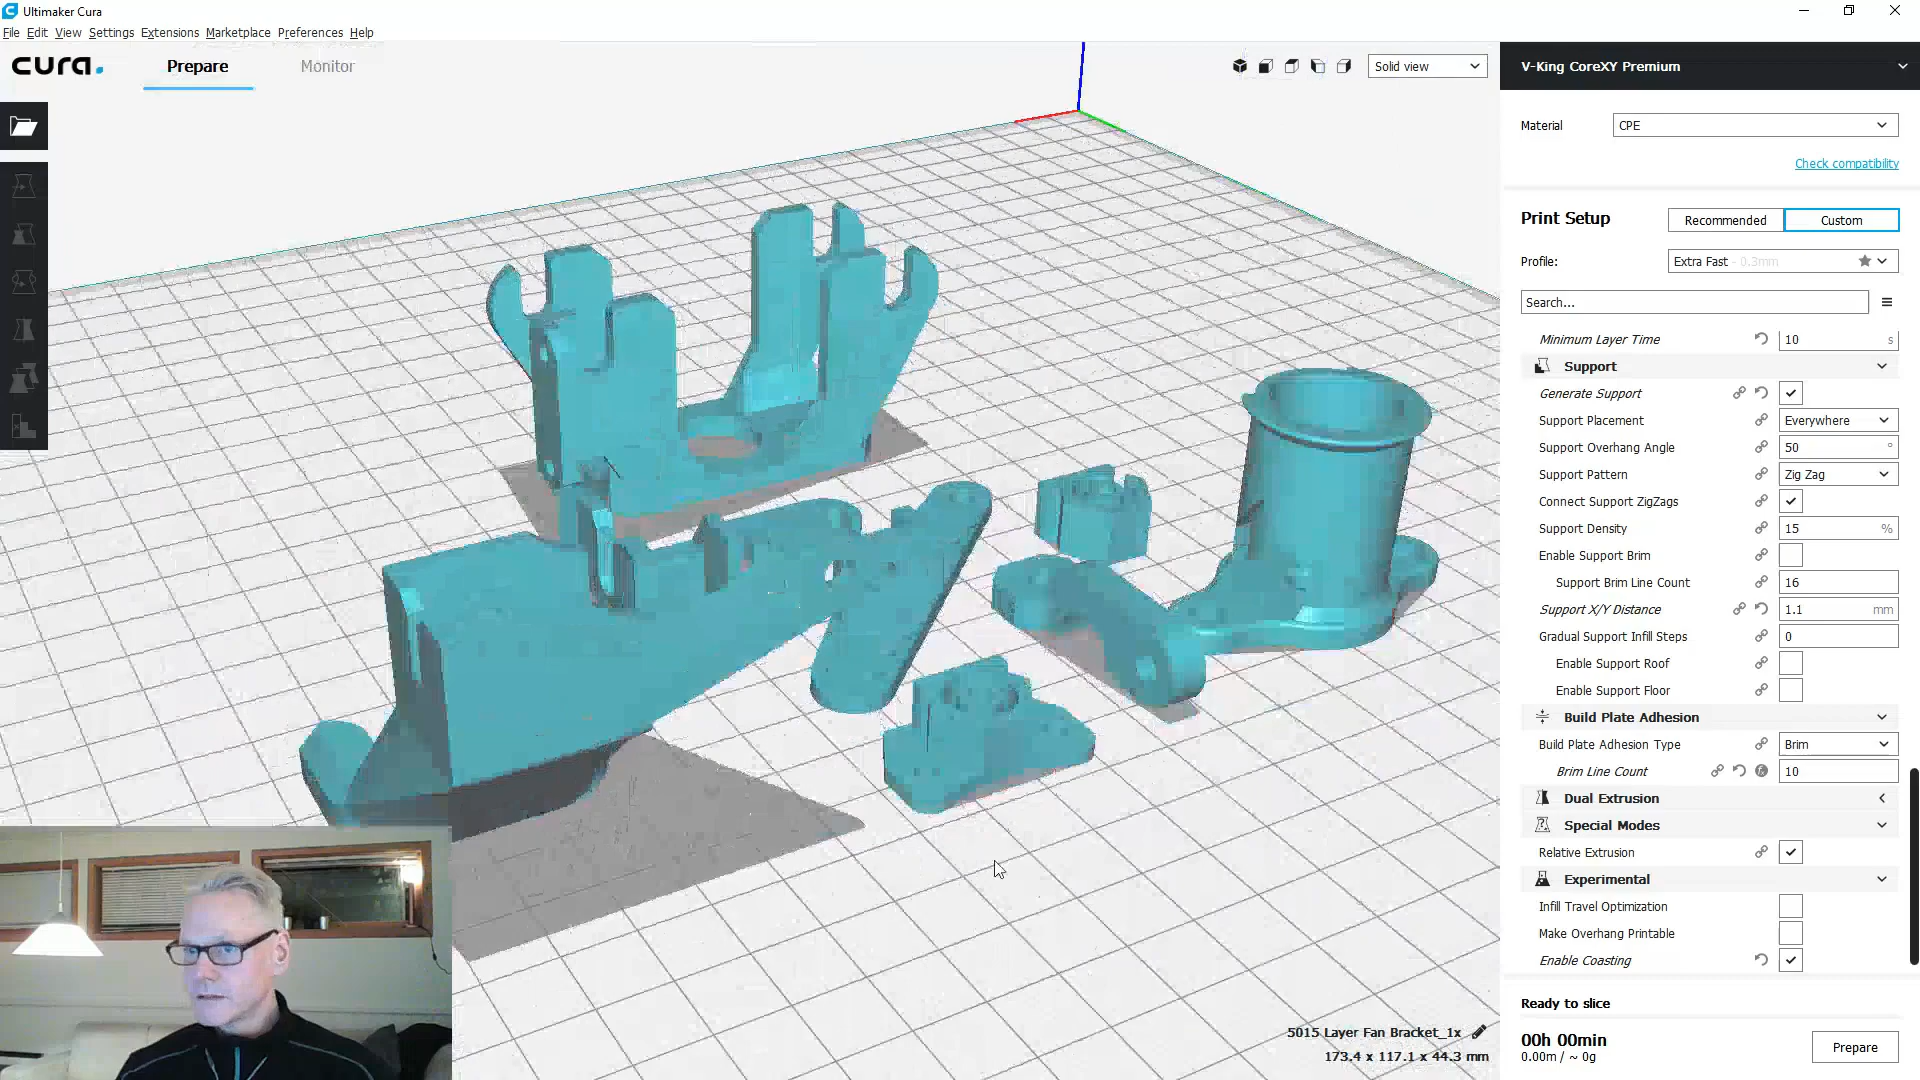 Ultimaker Cura
File Edit View Settings Extensions Marketplace Preferences Help
cura.
Prepare
Monitor
Solid view
V-King CoreXY Premium
Material
CPE
Check compatibility
Print Setup
Recommended
Custom
Profile:
Extra Fast - 0.3mm
Search...
Minimum Layer Time 10 s
Support
Generate Support
Support Placement Everywhere
Support Overhang Angle 50 °
Support Pattern Zig Zag
Connect Support ZigZags
Support Density 15 %
Enable Support Brim
Support Brim Line Count 16
Support X/Y Distance 1.1 mm
Gradual Support Infill Steps 0
Enable Support Roof
Enable Support Floor
Build Plate Adhesion
Build Plate Adhesion Type Brim
Brim Line Count 10
Dual Extrusion
Special Modes
Relative Extrusion
Experimental
Infill Travel Optimization
Make Overhang Printable
Enable Coasting
Ready to slice
5015 Layer Fan Bracket_1x
173.4 x 117.1 x 44.3 mm
00h 00min
0.00m / ~ 0g
Prepare